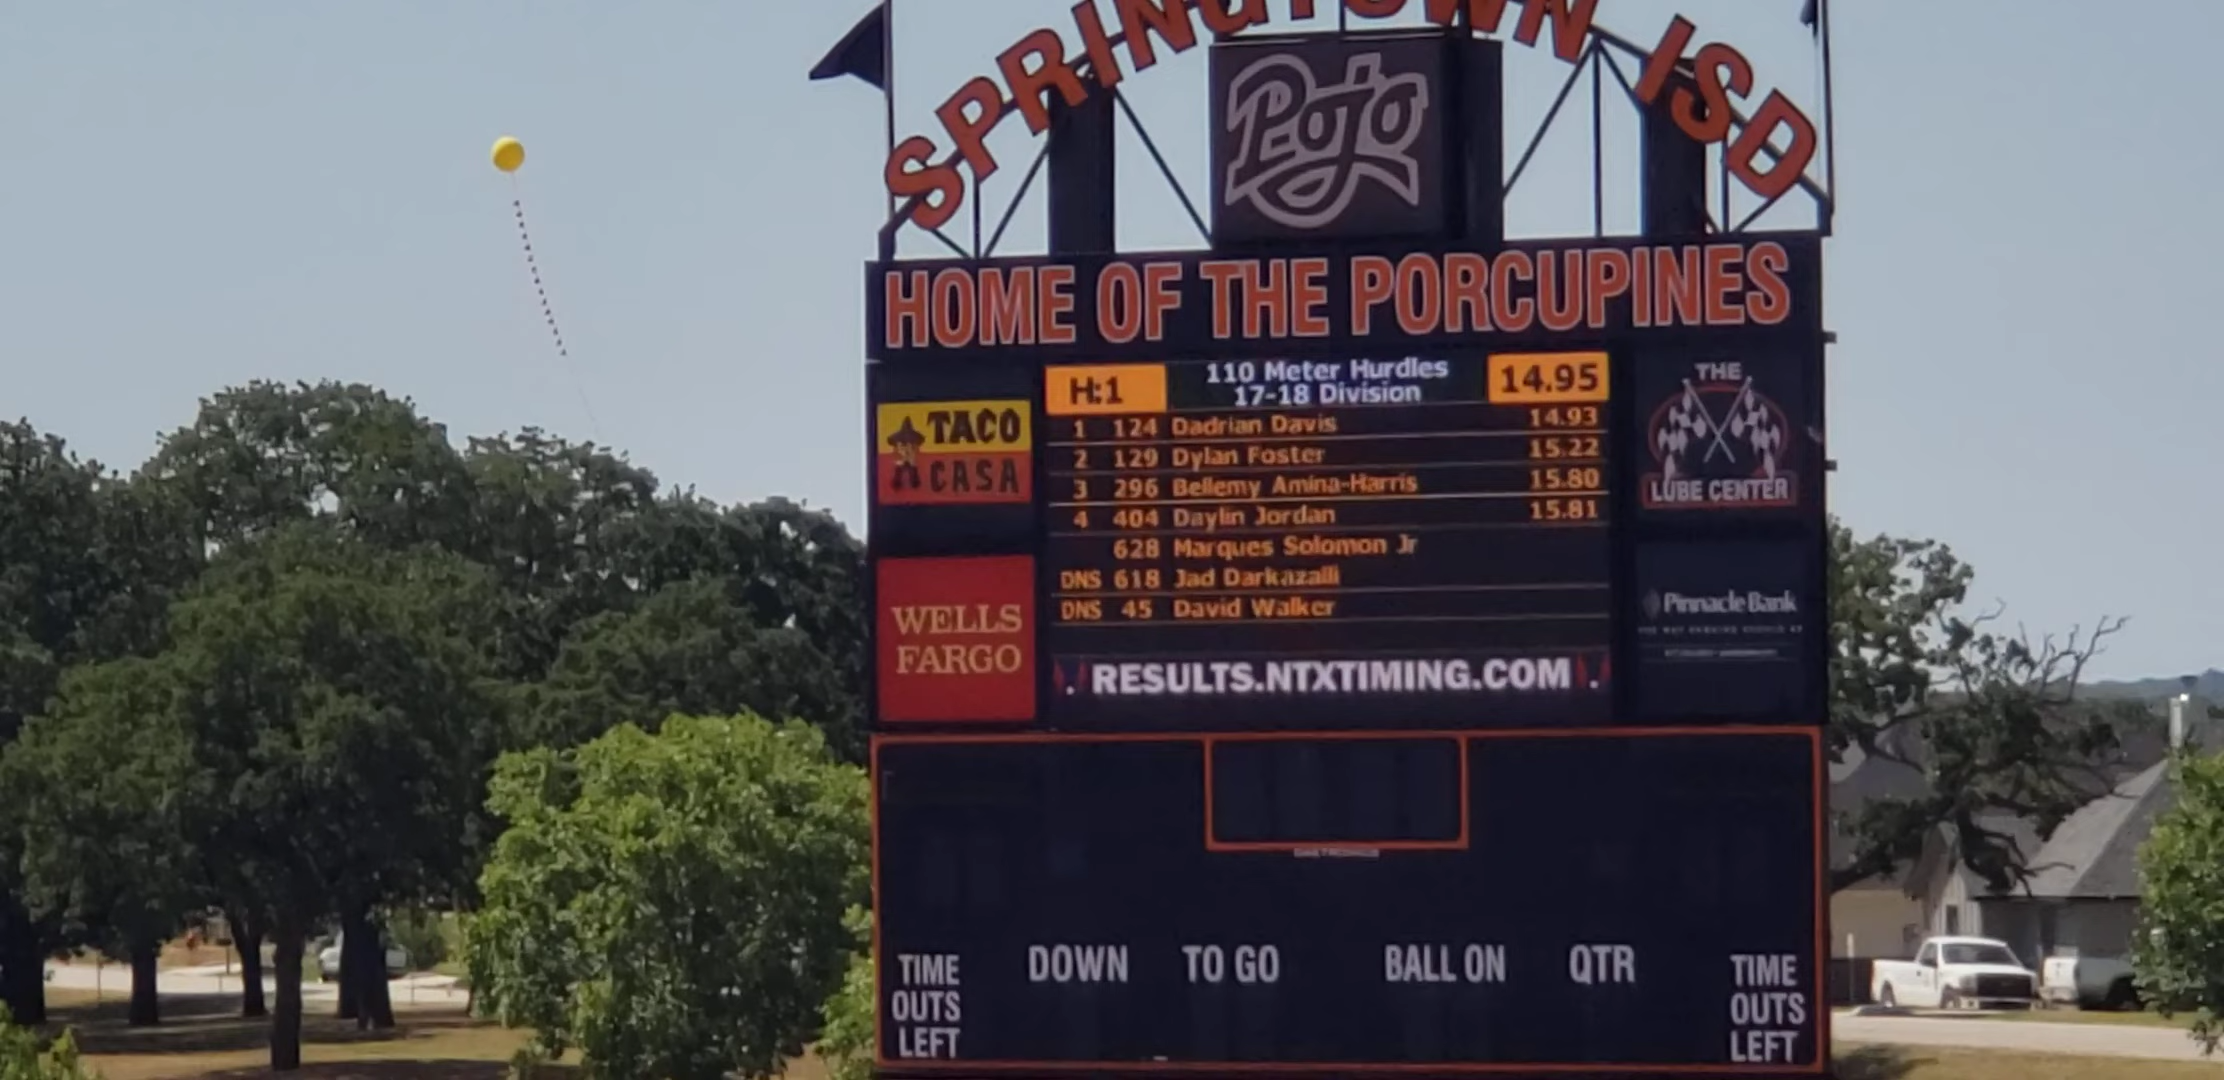 SPRINGTOWN ISD
Pojo
HOME OF THE PORCUPINES
H:1
110 Meter Hurdles
17-18 Division
14.95
1 124 Dadrian Davis 14.93
2 129 Dylan Foster 15.22
3 296 Bellemy Amina-Harris 15.80
4 404 Daylin Jordan 15.81
628 Marques Solomon Jr
DNS 618 Jad Darkazalli
DNS 45 David Walker
. RESULTS.NTXTIMING.COM .
TACO
CASA
WELLS
FARGO
THE
LUBE CENTER
Pinnacle Bank
TIME
OUTS
LEFT
DOWN
TO GO
BALL ON
QTR
TIME
OUTS
LEFT